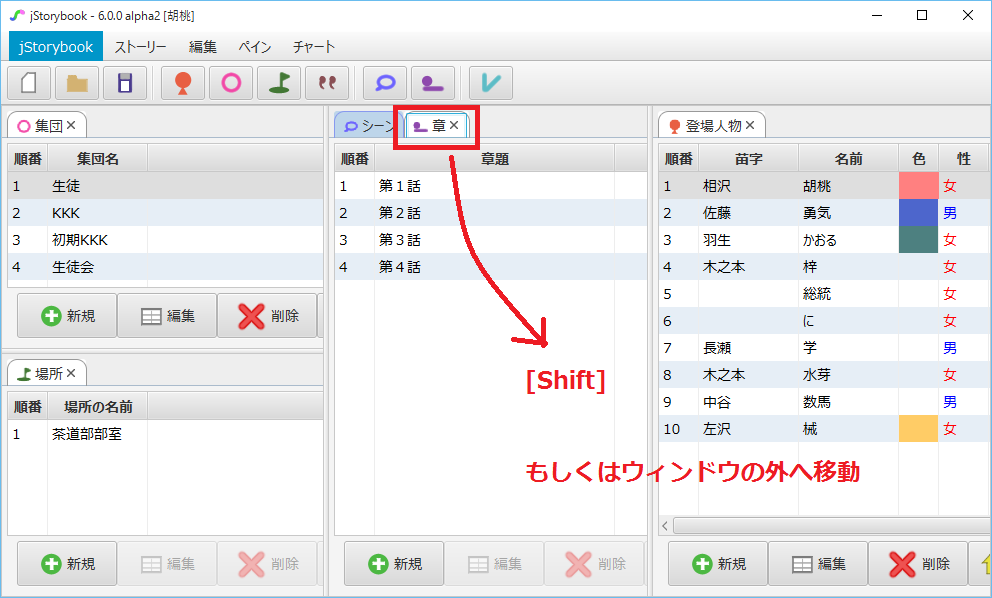 jStorybook - 6.0.0 alpha2 [胡桃]
jStorybook ストーリー 編集 ペイン チャート
集団
順番 集団名
1 生徒
2 KKK
3 初期KKK
4 生徒会
新規 編集 削除
場所
順番 場所の名前
1 茶道部部室
新規 編集 削除
シーン 章
順番 章題
1 第１話
2 第２話
3 第３話
4 第４話
[Shift]
もしくはウィンドウの外へ移動
新規 編集 削除
登場人物
順番 苗字 名前 色 性
1 相沢 胡桃 女
2 佐藤 勇気 男
3 羽生 かおる 女
4 木之本 梓 女
5 総統 女
6 に 女
7 長瀬 学 男
8 木之本 水芽 女
9 中谷 数馬 男
10 左沢 械 女
新規 編集 削除